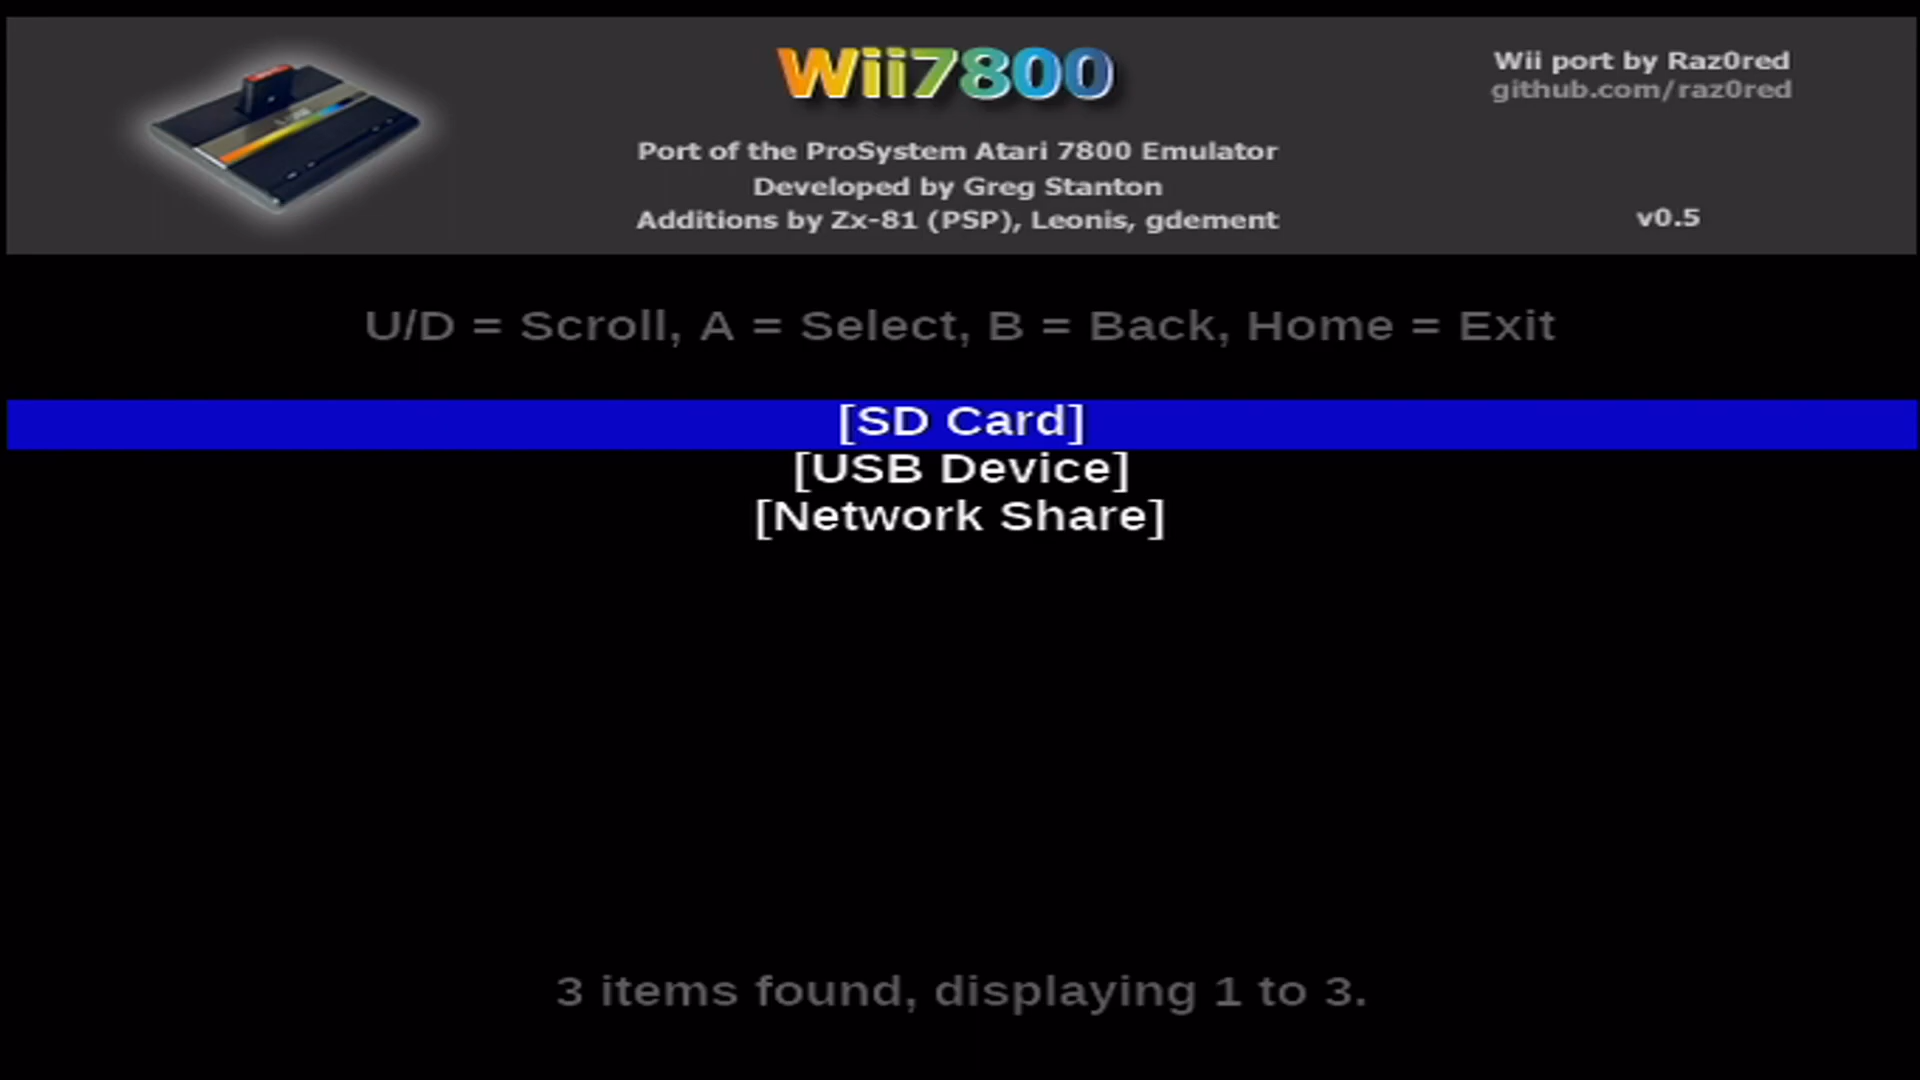 Wii7800
Wii port by Raz0red
github.com/raz0red
Port of the ProSystem Atari 7800 Emulator
Developed by Greg Stanton
Additions by Zx-81 (PSP), Leonis, gdement
v0.5
U/D = Scroll, A = Select, B = Back, Home = Exit
[SD Card]
[USB Device]
[Network Share]
3 items found, displaying 1 to 3.